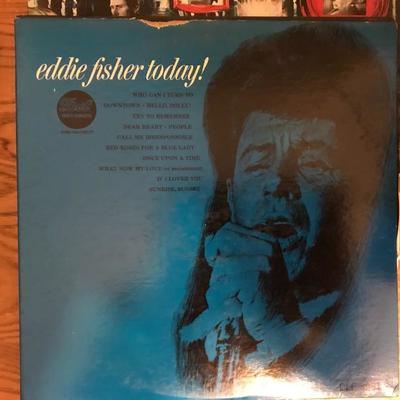 eddie fisher today!
WHO CAN I TURN TO
DOWNTOWN • HELLO, DOLLY!
TRY TO REMEMBER
DEAR HEART • PEOPLE
CALL ME IRRESPONSIBLE
RED ROSES FOR A BLUE LADY
ONCE UPON A TIME
WHAT NOW MY LOVE
IF I LOVED YOU
SUNRISE, SUNSET